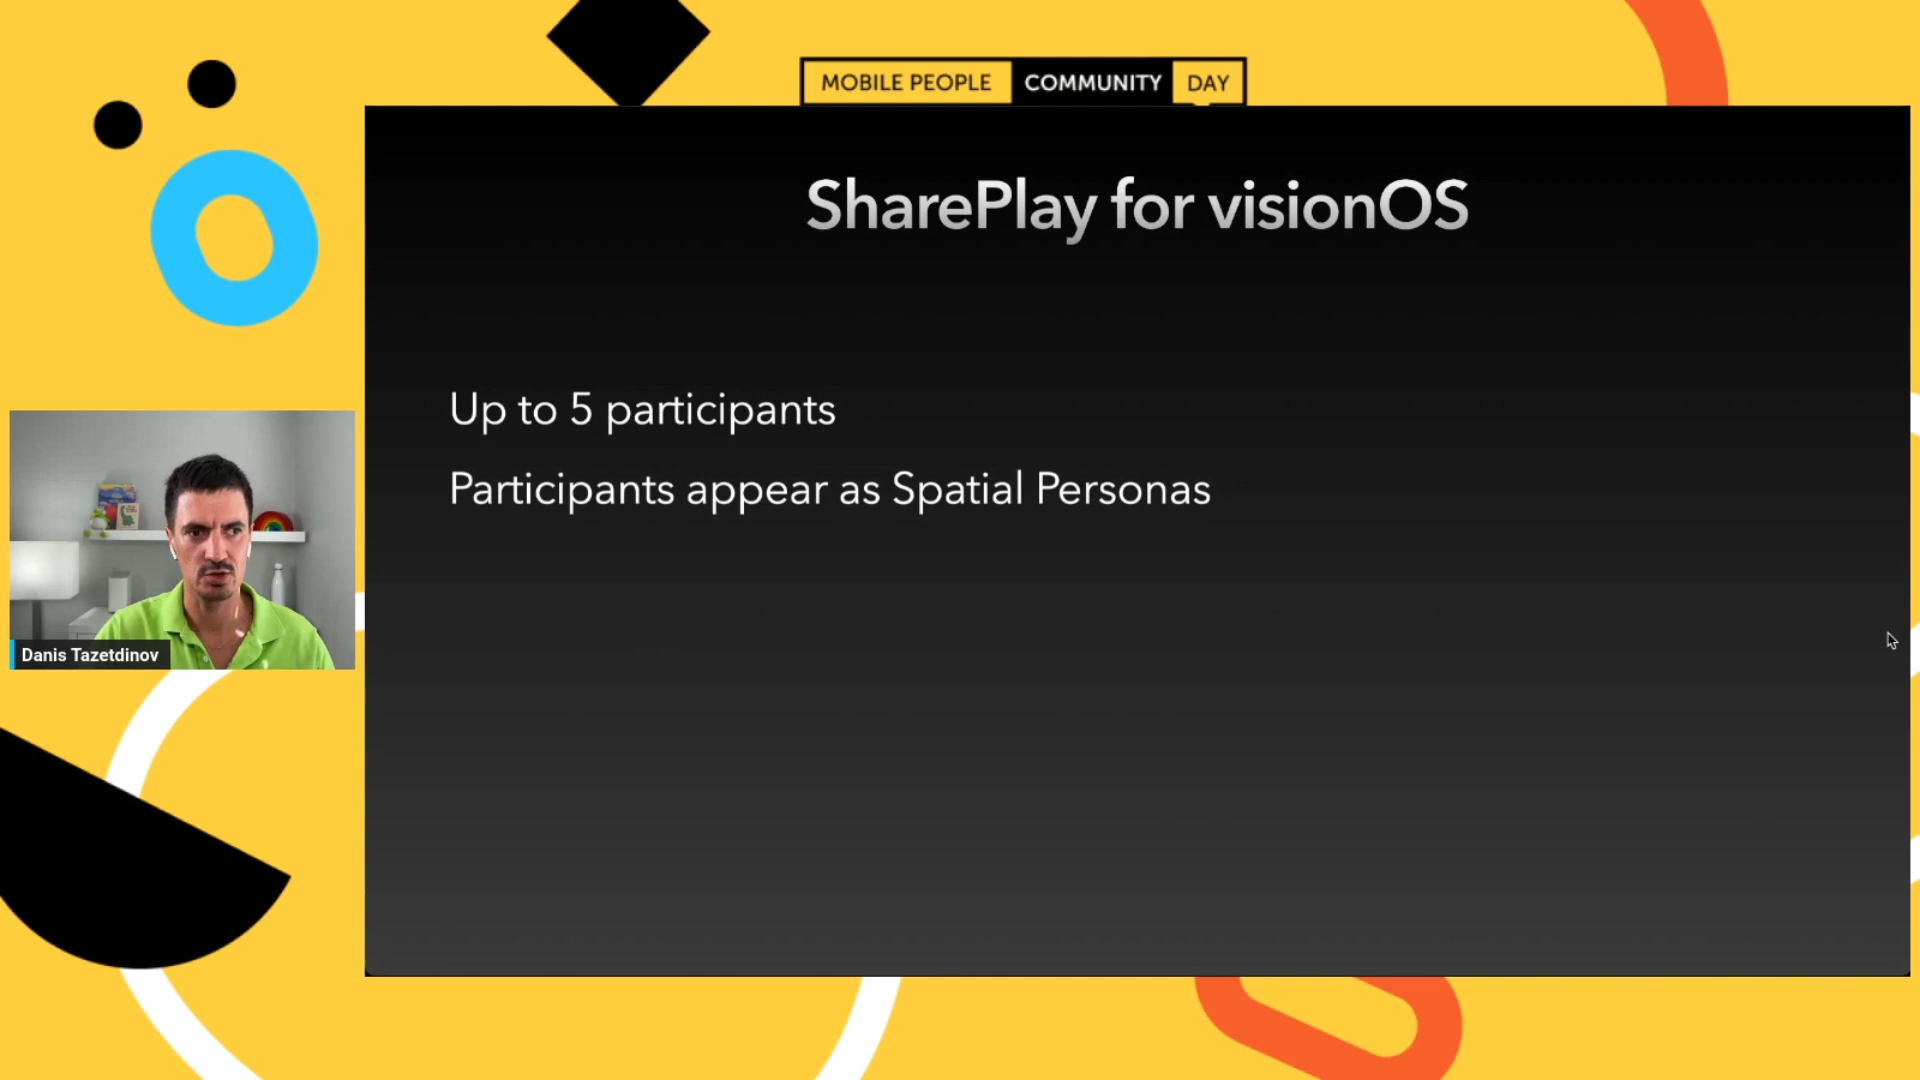 MOBILE PEOPLE COMMUNITY DAY
SharePlay for visionOS
Up to 5 participants
Participants appear as Spatial Personas
Danis Tazetdinov